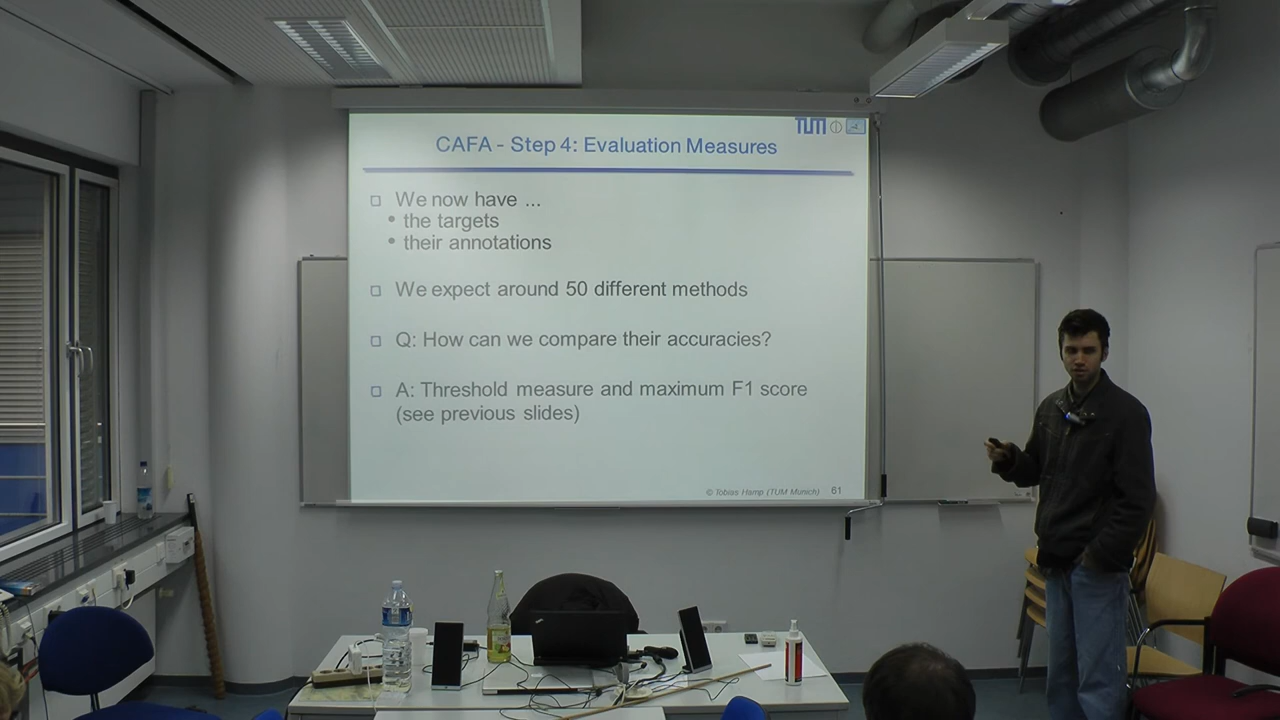 TUM
CAFA - Step 4: Evaluation Measures
We now have ...
the targets
their annotations
We expect around 50 different methods
Q: How can we compare their accuracies?
A: Threshold measure and maximum F1 score
(see previous slides)
© Tobias Hamp (TUM Munich) 61